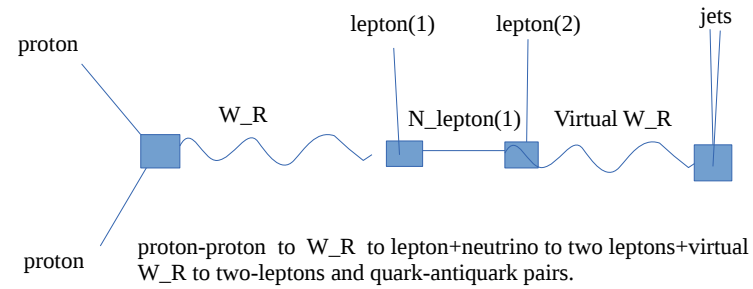 lepton(1) lepton(2) jets
proton
W_R N_lepton(1) Virtual W_R
proton
proton-proton to W_R to lepton+neutrino to two leptons+virtual
W_R to two-leptons and quark-antiquark pairs.